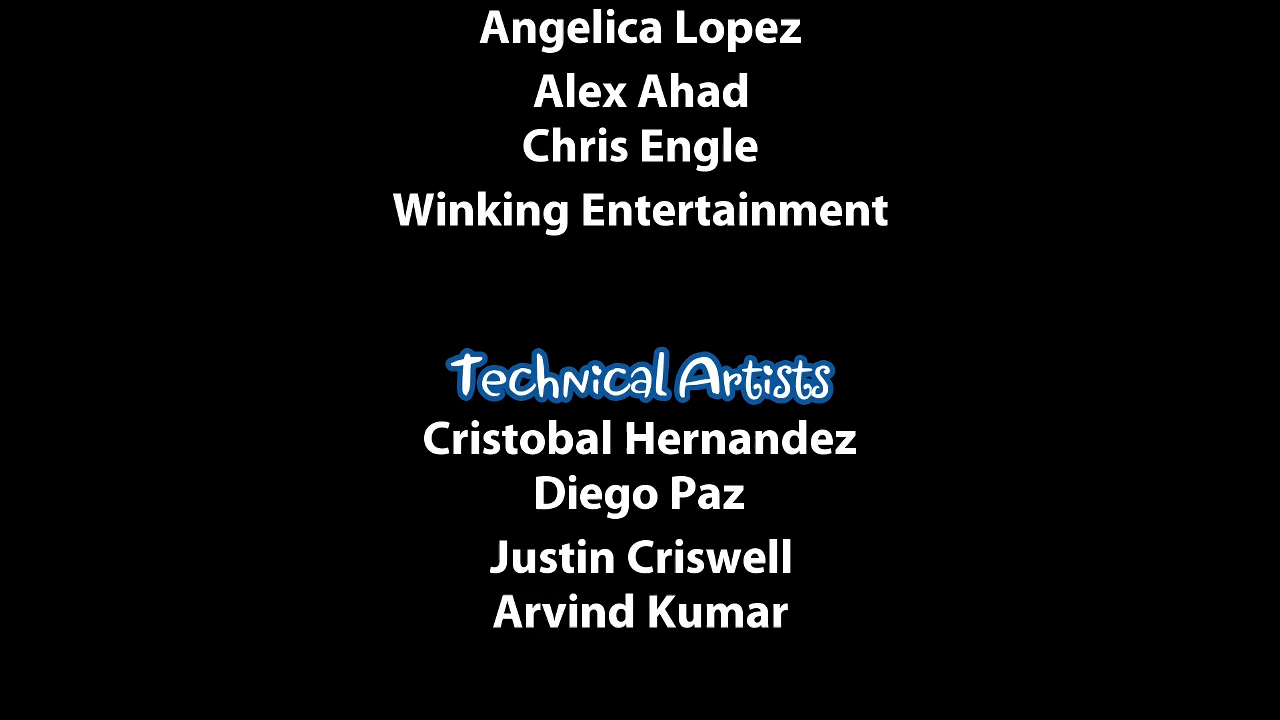 Angelica Lopez
Alex Ahad
Chris Engle
Winking Entertainment
Technical Artists
Cristobal Hernandez
Diego Paz
Justin Criswell
Arvind Kumar